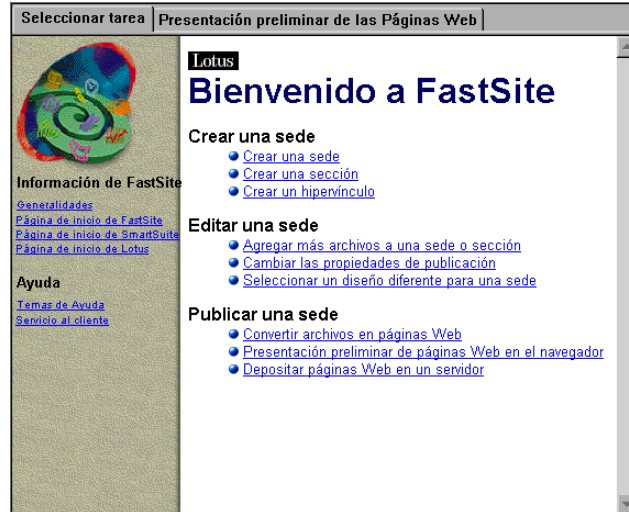 Seleccionar tarea
Presentación preliminar de las Páginas Web
Información de FastSite
Generalidades
Página de inicio de FastSite
Página de inicio de SmartSuite
Página de inicio de Lotus
Ayuda
Temas de Ayuda
Servicio al cliente
Lotus
Bienvenido a FastSite
Crear una sede
Crear una sede
Crear una sección
Crear un hipervínculo
Editar una sede
Agregar más archivos a una sede o sección
Cambiar las propiedades de publicación
Seleccionar un diseño diferente para una sede
Publicar una sede
Convertir archivos en páginas Web
Presentación preliminar de páginas Web en el navegador
Depositar páginas Web en un servidor